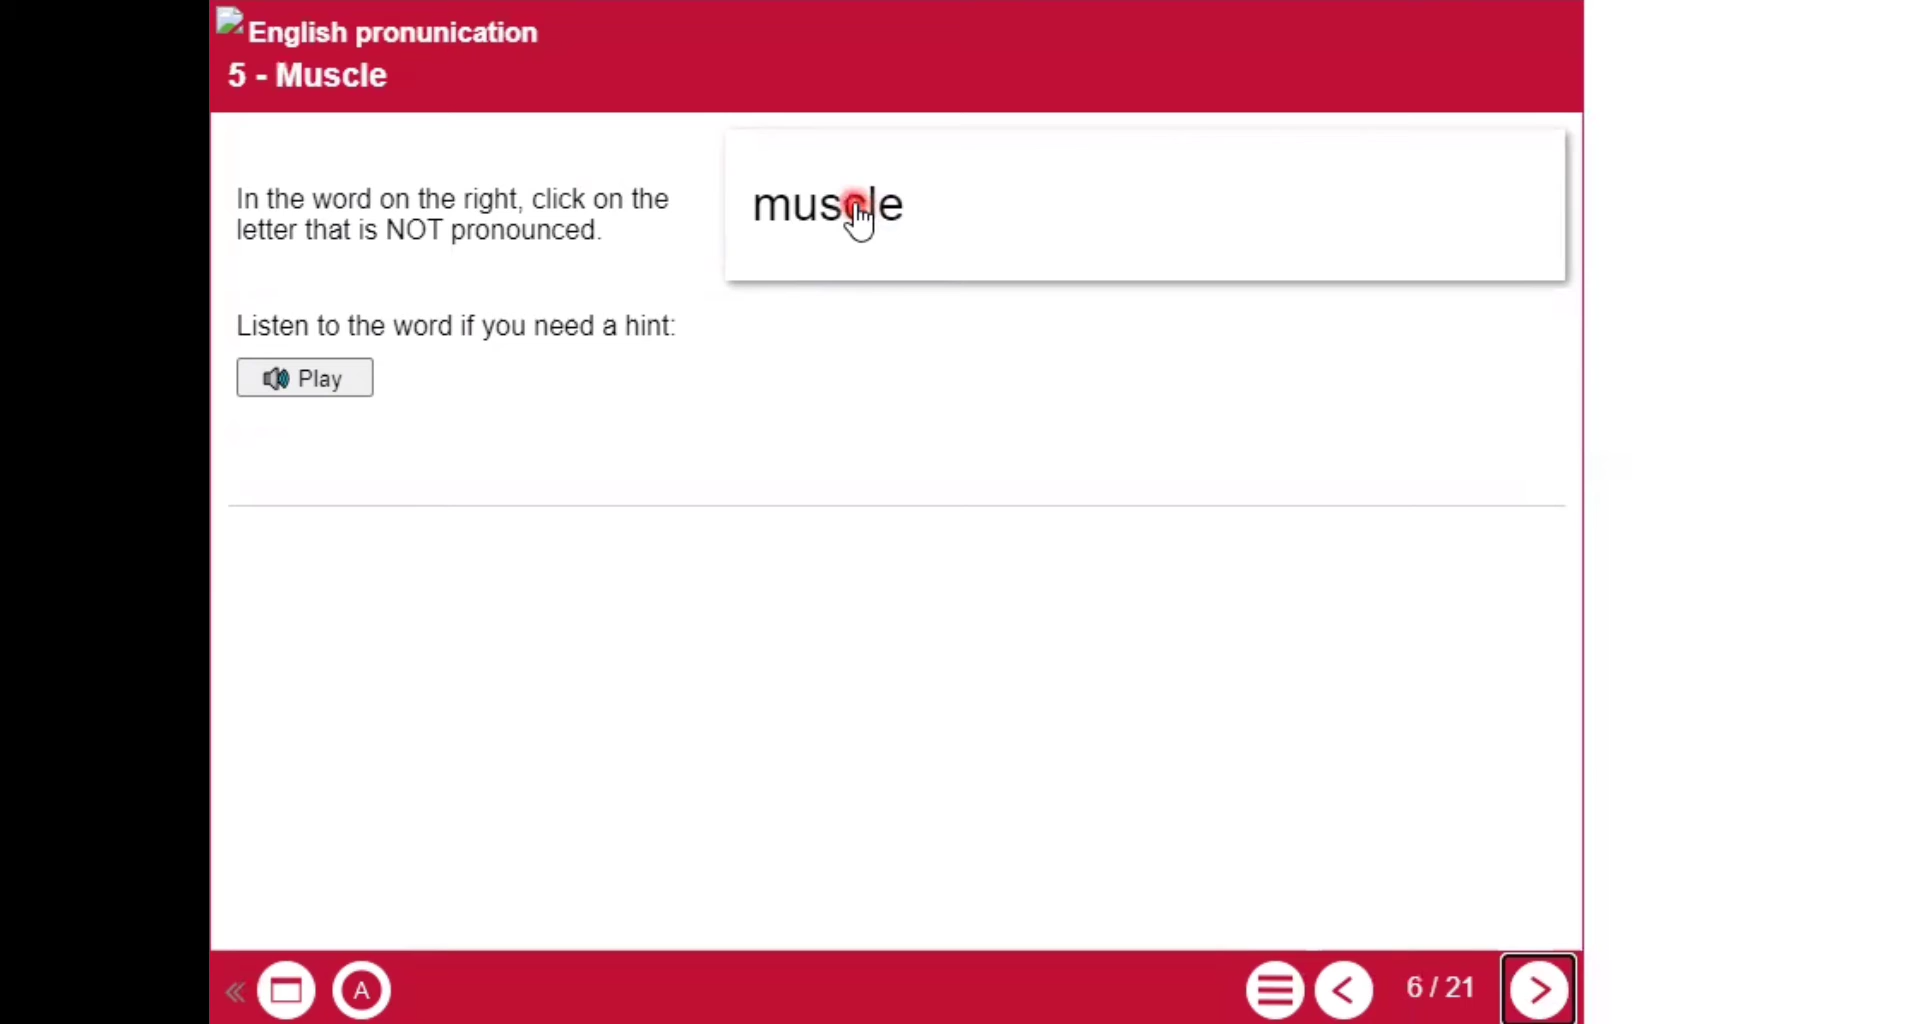 English pronunication
5 - Muscle
In the word on the right, click on the
letter that is NOT pronounced.
muscle
Listen to the word if you need a hint:
Play
A
6 / 21